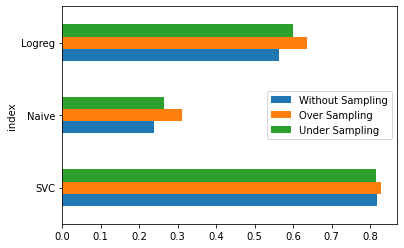 Logreg
Naive
SVC
index
Without Sampling
Over Sampling
Under Sampling
0.0 0.1 0.2 0.3 0.4 0.5 0.6 0.7 0.8